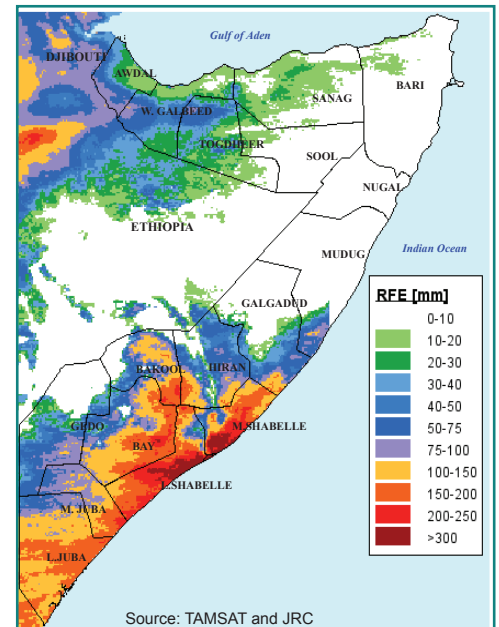 Gulf of Aden
DJIBOUTI
AWDAL
BARI
SANAG
W. GALBEED
TOGDHEER
SOOL
NUGAL
ETHIOPIA
MUDUG
Indian Ocean
GALGADUD
RFE [mm]
0-10
10-20
20-30
30-40
40-50
50-75
75-100
100-150
150-200
200-250
>300
BAKOOL
HIRAN
GEDO
M.SHABELLE
BAY
L.SHABELLE
M. JUBA
L.JUBA
Source: TAMSAT and JRC